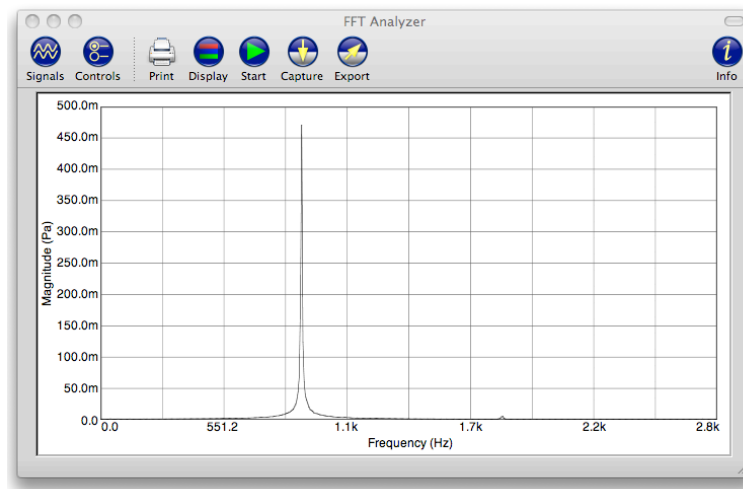 FFT Analyzer
Signals Controls Print Display Start Capture Export Info
500.0m
450.0m
400.0m
350.0m
300.0m
250.0m
200.0m
150.0m
100.0m
50.0m
0.0
Magnitude (Pa)
0.0 551.2 1.1k 1.7k 2.2k 2.8k
Frequency (Hz)